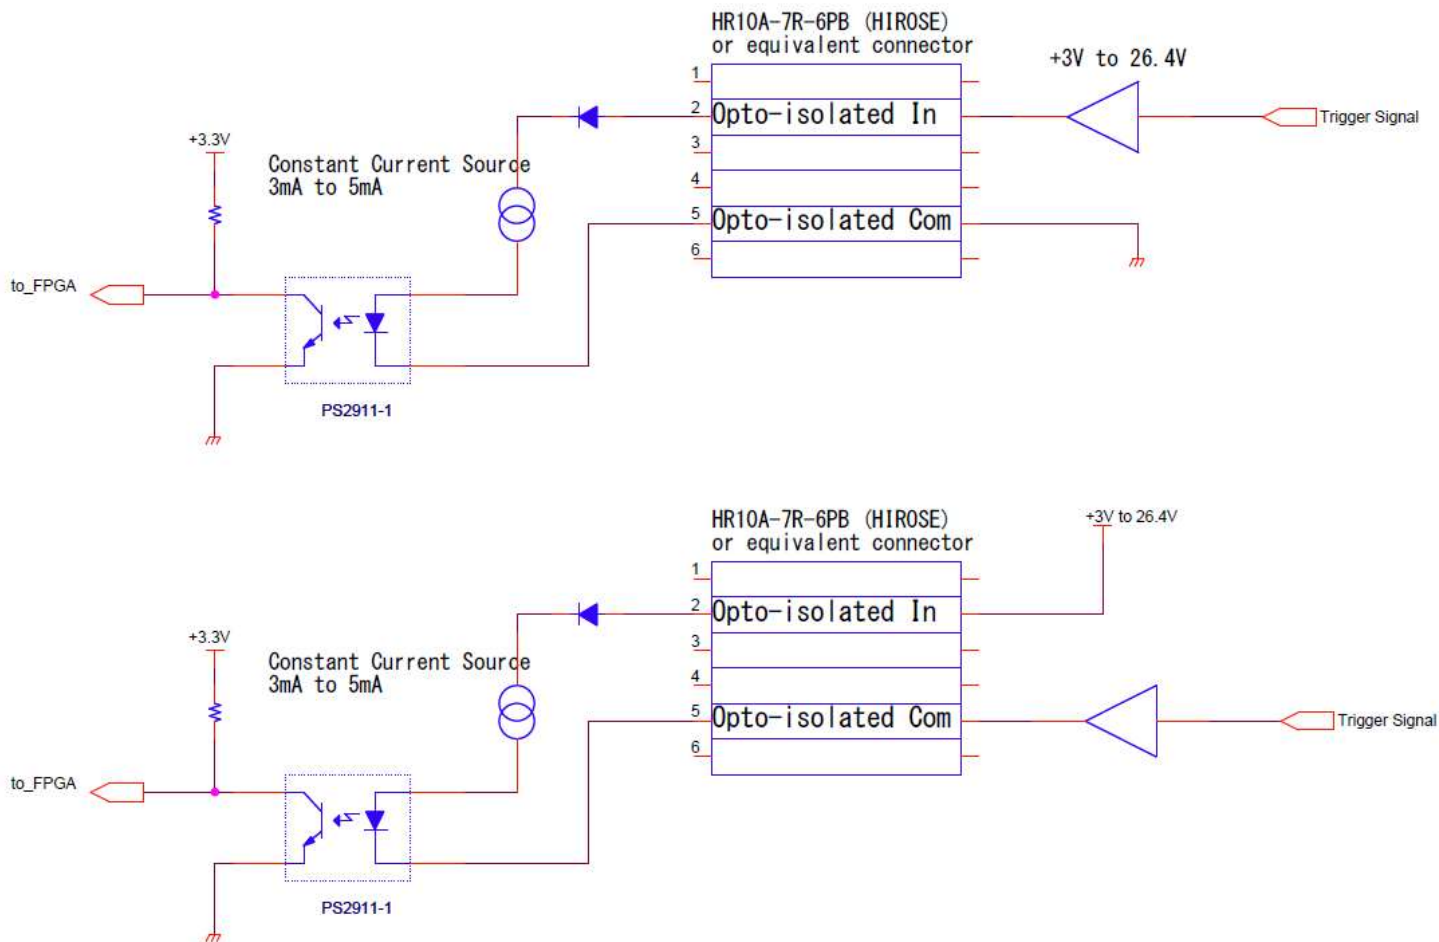 HR10A-7R-6PB (HIROSE)
or equivalent connector
+3V to 26.4V
1
2
Opto-isolated In
Trigger Signal
+3.3V
Constant Current Source
3mA to 5mA
3
4
5
Opto-isolated Com
6
to_FPGA
PS2911-1
HR10A-7R-6PB (HIROSE)
or equivalent connector
+3V to 26.4V
1
2
Opto-isolated In
+3.3V
Constant Current Source
3mA to 5mA
3
4
5
Opto-isolated Com
Trigger Signal
6
to_FPGA
PS2911-1